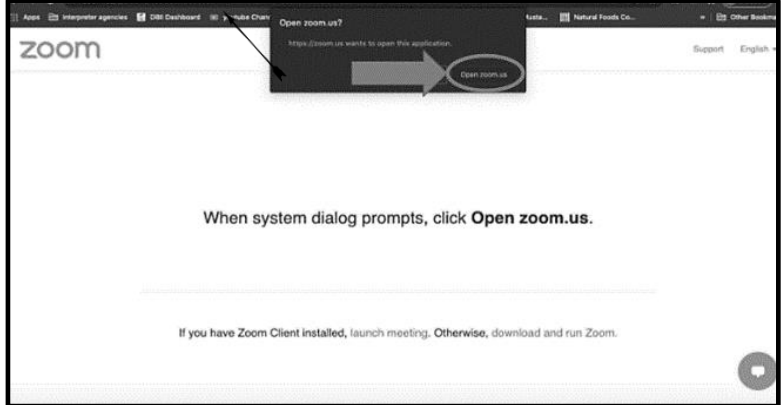 Apps Interpreter agencies DBI Dashboard Natural Foods Co... » Other Bookma
Open zoom.us?
https://zoom.us wants to open this application.
Open zoom.us
zoom
Support English
When system dialog prompts, click Open zoom.us.
If you have Zoom Client installed, launch meeting. Otherwise, download and run Zoom.